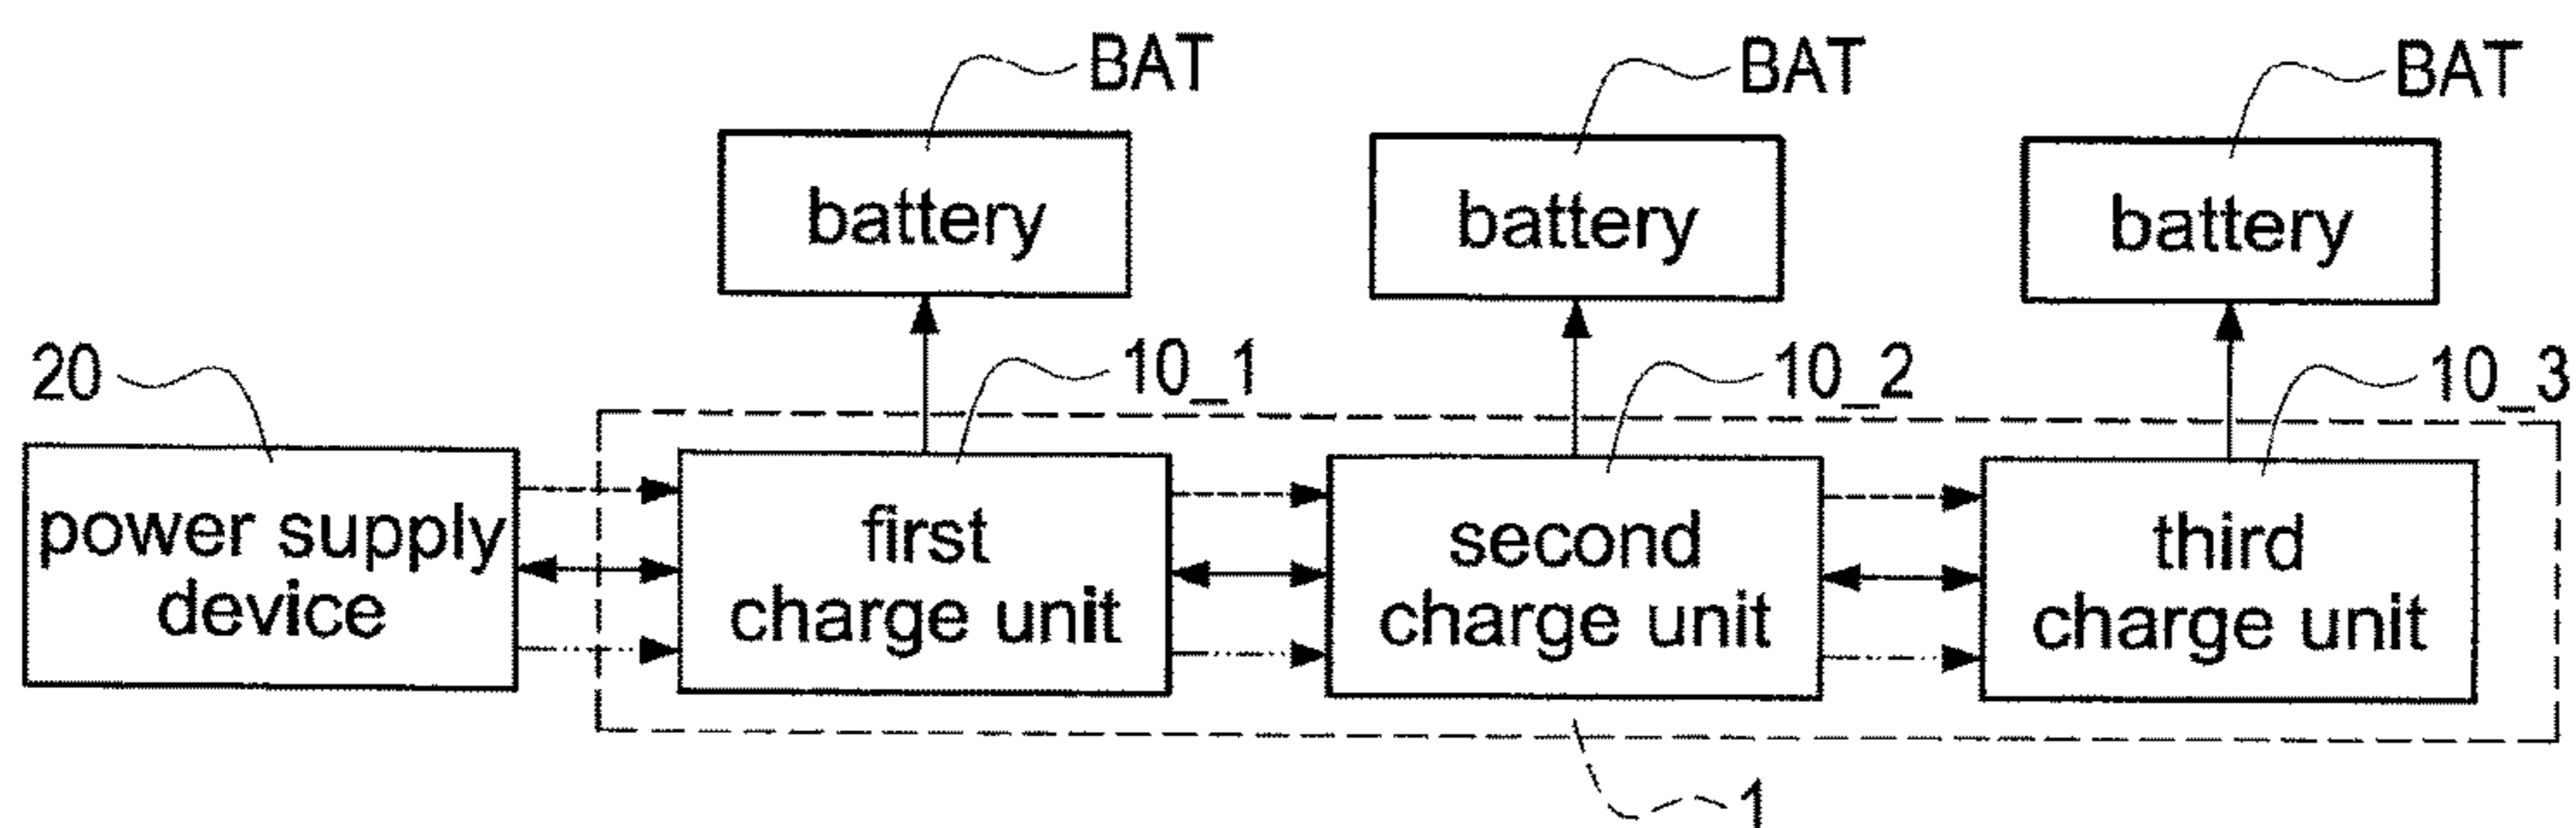 BAT
BAT
BAT
battery
battery
battery
20
10_1
10_2
10_3
power supply
device
first
charge unit
second
charge unit
third
charge unit
1